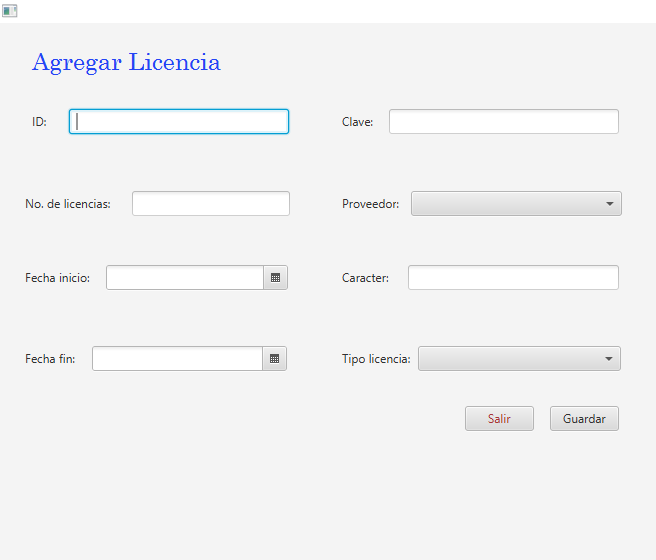 Agregar Licencia
ID:
Clave:
No. de licencias:
Proveedor:
Fecha inicio:
Caracter:
Fecha fin:
Tipo licencia:
Salir
Guardar